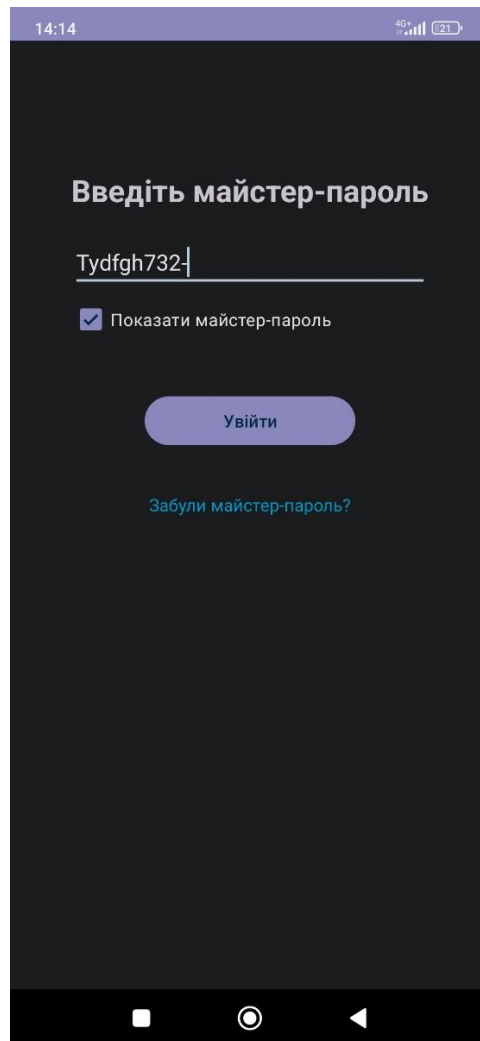 14:14 4G+ 21
Введіть майстер-пароль
Tydfgh732-
Показати майстер-пароль
Увійти
Забули майстер-пароль?